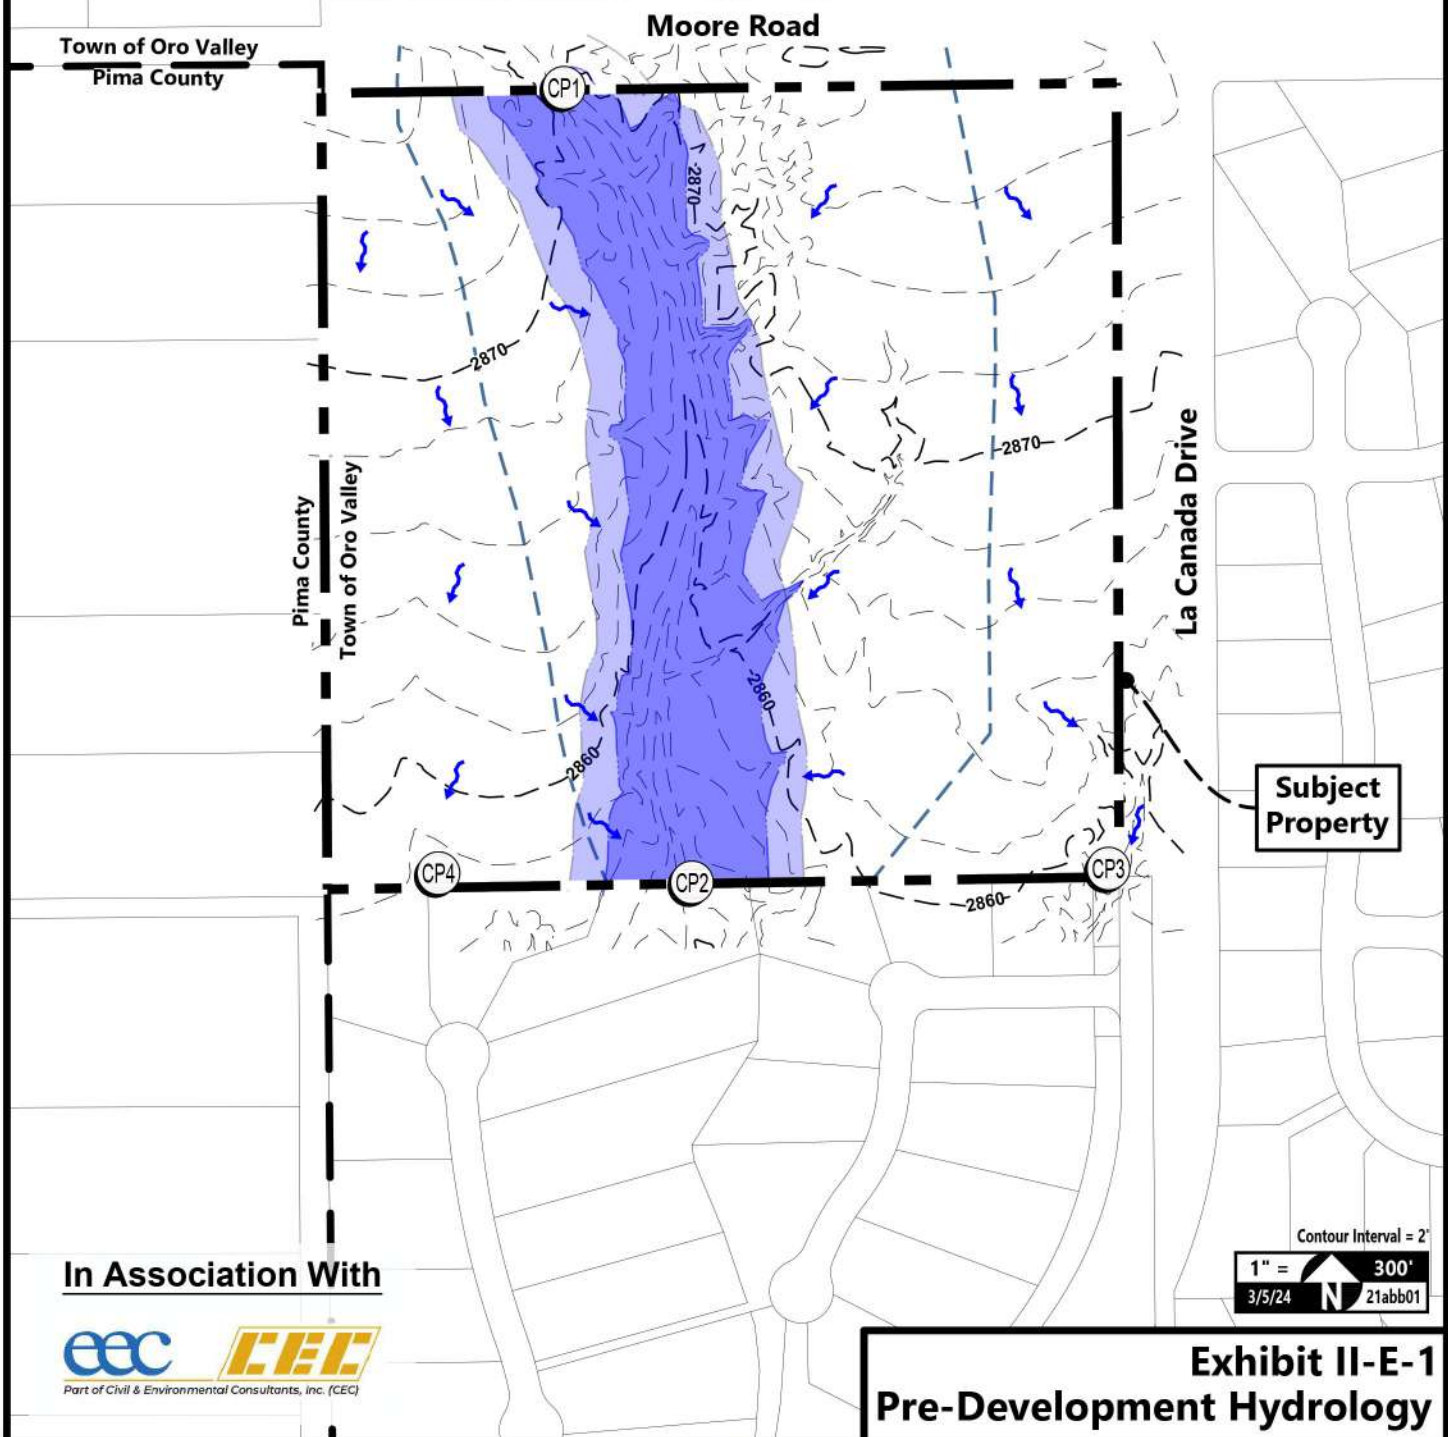 Moore Road
Town of Oro Valley
Pima County
CP1
2870
2870
2870
Pima County
Town of Oro Valley
La Canada Drive
2860
2860
Subject
Property
CP4
CP2
CP3
2860
Contour Interval = 2'
1" = 300'
3/5/24 N 21abb01
In Association With
eec CEC
Part of Civil & Environmental Consultants, Inc. (CEC)
Exhibit II-E-1
Pre-Development Hydrology